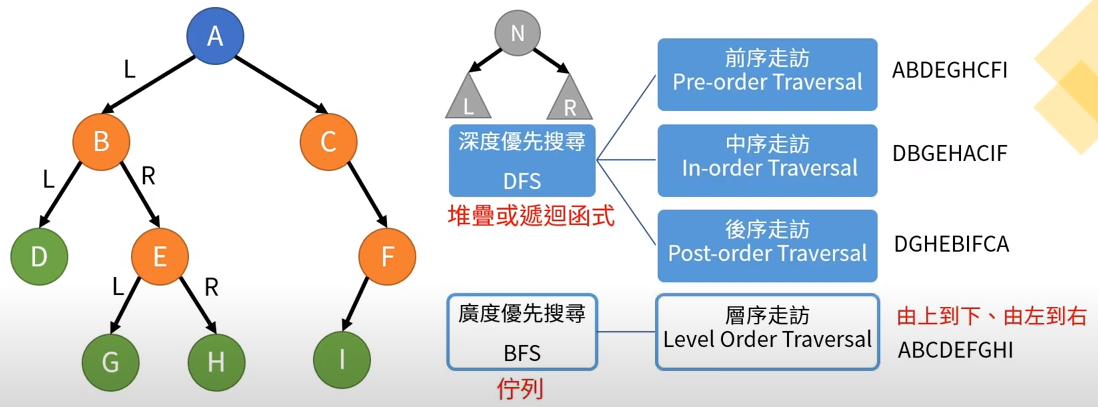 A
L
B
C
L
R
D
E
F
L
R
G
H
I
N
L
R
深度優先搜尋
DFS
堆疊或遞迴函式
前序走訪
Pre-order Traversal
ABDEGHCFI
中序走訪
In-order Traversal
DBGEHACIF
後序走訪
Post-order Traversal
DGHEBIFCA
廣度優先搜尋
BFS
佇列
層序走訪
Level Order Traversal
由上到下、由左到右
ABCDEFGHI